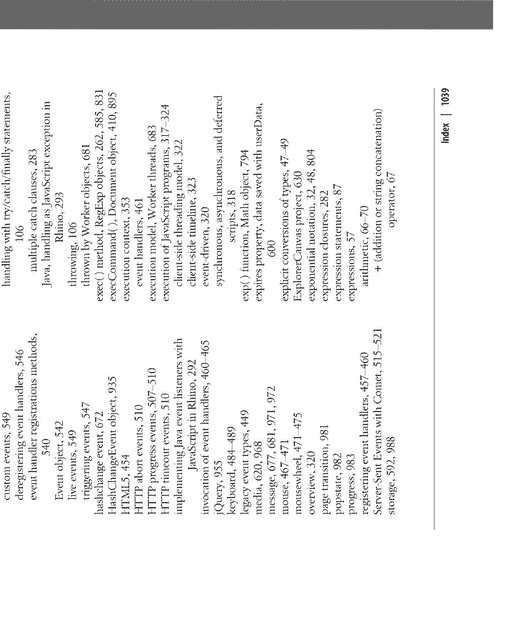 custom events, 549
deregistering event handlers, 546
event handler registrations methods,
540
Event object, 542
live events, 549
triggering events, 547
hashchange event, 672
HashChangeEvent object, 935
HTML5, 454
HTTP abort events, 510
HTTP progress events, 507–510
HTTP timeout events, 510
implementing Java event listeners with
JavaScript in Rhino, 292
invocation of event handlers, 460–465
jQuery, 955
keyboard, 484–489
legacy event types, 449
media, 620, 968
message, 677, 681, 971, 972
mouse, 467–471
mousewheel, 471–475
overview, 320
page transition, 981
popstate, 982
progress, 983
registering event handlers, 457–460
Server-Sent Events with Comet, 515–521
storage, 592, 988
handling with try/catch/finally statements,
106
multiple catch clauses, 283
Java, handling as JavaScript exception in
Rhino, 293
throwing, 106
thrown by Worker objects, 681
exec( ) method, RegExp objects, 262, 585, 831
execCommand( ), Document object, 410, 895
execution context, 353
event handlers, 461
execution model, Worker threads, 683
execution of JavaScript programs, 317–324
client-side threading model, 322
client-side timeline, 323
event-driven, 320
synchronous, asynchronous, and deferred
scripts, 318
exp( ) function, Math object, 794
expires property, data saved with userData,
600
explicit conversions of types, 47–49
ExplorerCanvas project, 630
exponential notation, 32, 48, 804
expression closures, 282
expression statements, 87
expressions, 57
arithmetic, 66–70
+ (addition or string concatenation)
operator, 67
Index | 1039